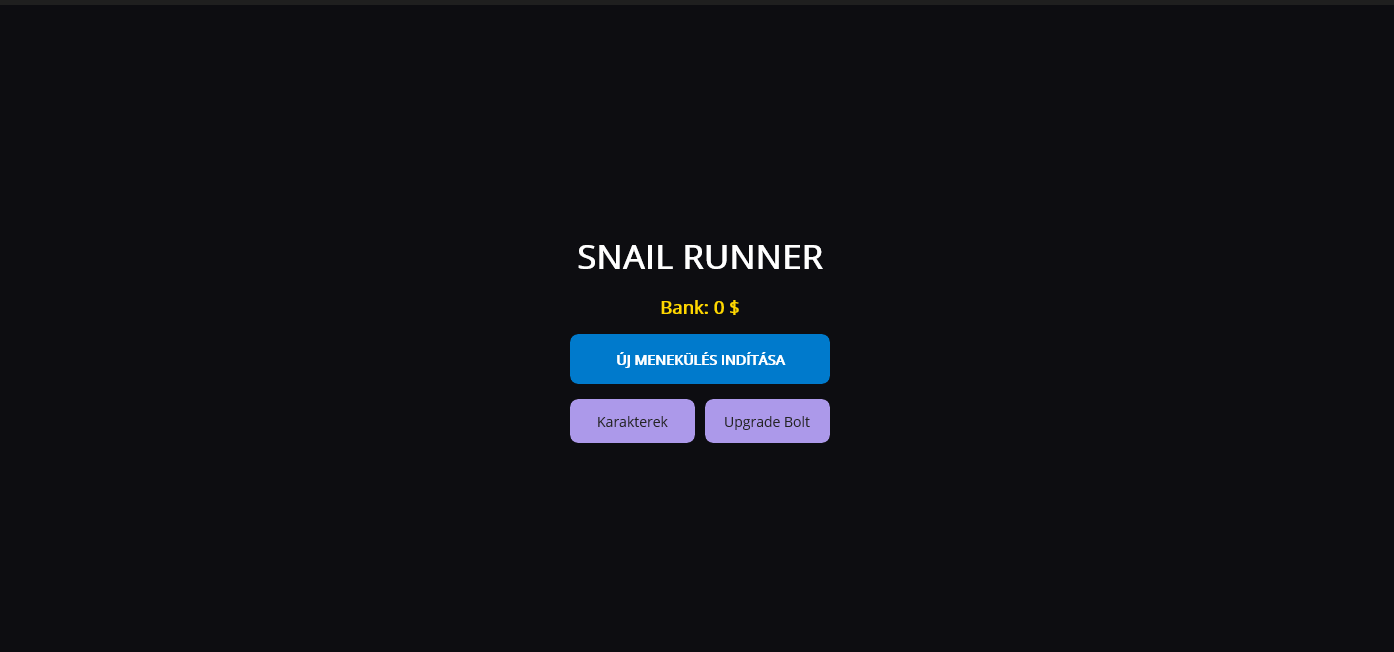 SNAIL RUNNER
Bank: 0 $
ÚJ MENEKÜLÉS INDÍTÁSA
Karakterek
Upgrade Bolt